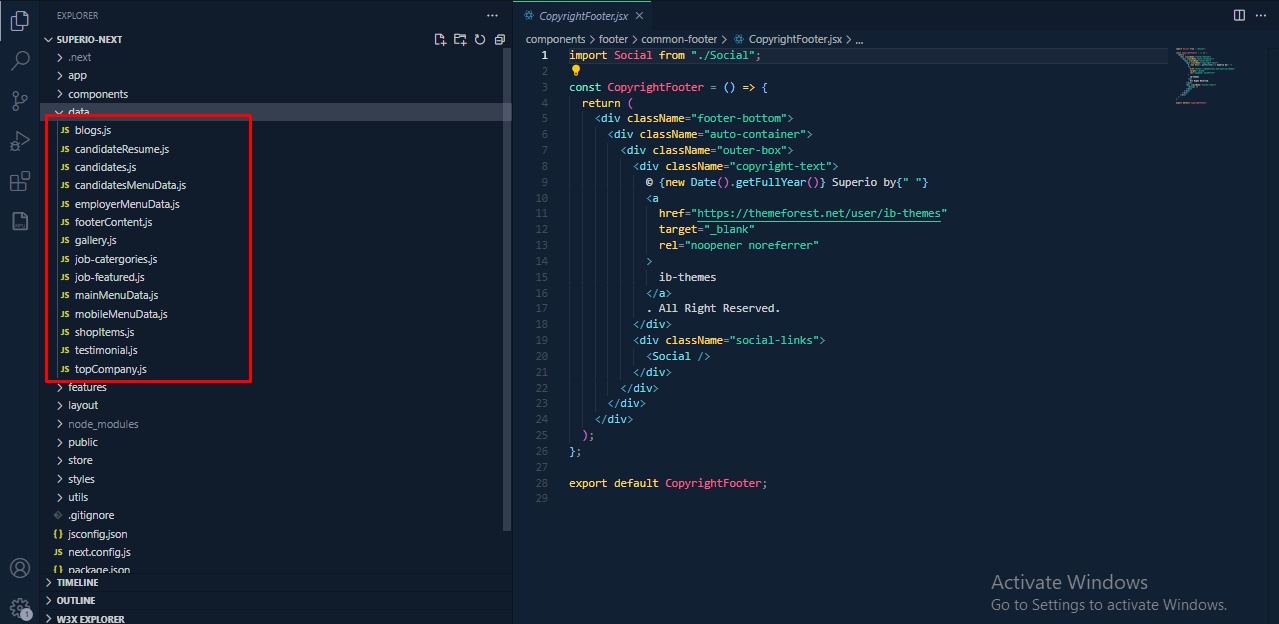 EXPLORER
SUPERIO-NEXT
.next
app
components
data
JS blogs.js
JS candidateResume.js
JS candidates.js
JS candidatesMenuData.js
JS employerMenuData.js
JS footerContent.js
JS gallery.js
JS job-catergories.js
JS job-featured.js
JS mainMenuData.js
JS mobileMenuData.js
JS shopItems.js
JS testimonial.js
JS topCompany.js
features
layout
node_modules
public
store
styles
utils
.gitignore
{} jsconfig.json
JS next.config.js
{} package.json
TIMELINE
OUTLINE
W3X EXPLORER
1
CopyrightFooter.jsx
components > footer > common-footer > CopyrightFooter.jsx > ...
1 import Social from "./Social";
2
3 const CopyrightFooter = () => {
4 return (
5 <div className="footer-bottom">
6 <div className="auto-container">
7 <div className="outer-box">
8 <div className="copyright-text">
9 © {new Date().getFullYear()} Superio by{" "}
10 <a
11 href="https://themeforest.net/user/ib-themes"
12 target="_blank"
13 rel="noopener noreferrer"
14 >
15 ib-themes
16 </a>
17 . All Right Reserved.
18 </div>
19 <div className="social-links">
20 <Social />
21 </div>
22 </div>
23 </div>
24 </div>
25 );
26 };
27
28 export default CopyrightFooter;
29
Activate Windows
Go to Settings to activate Windows.